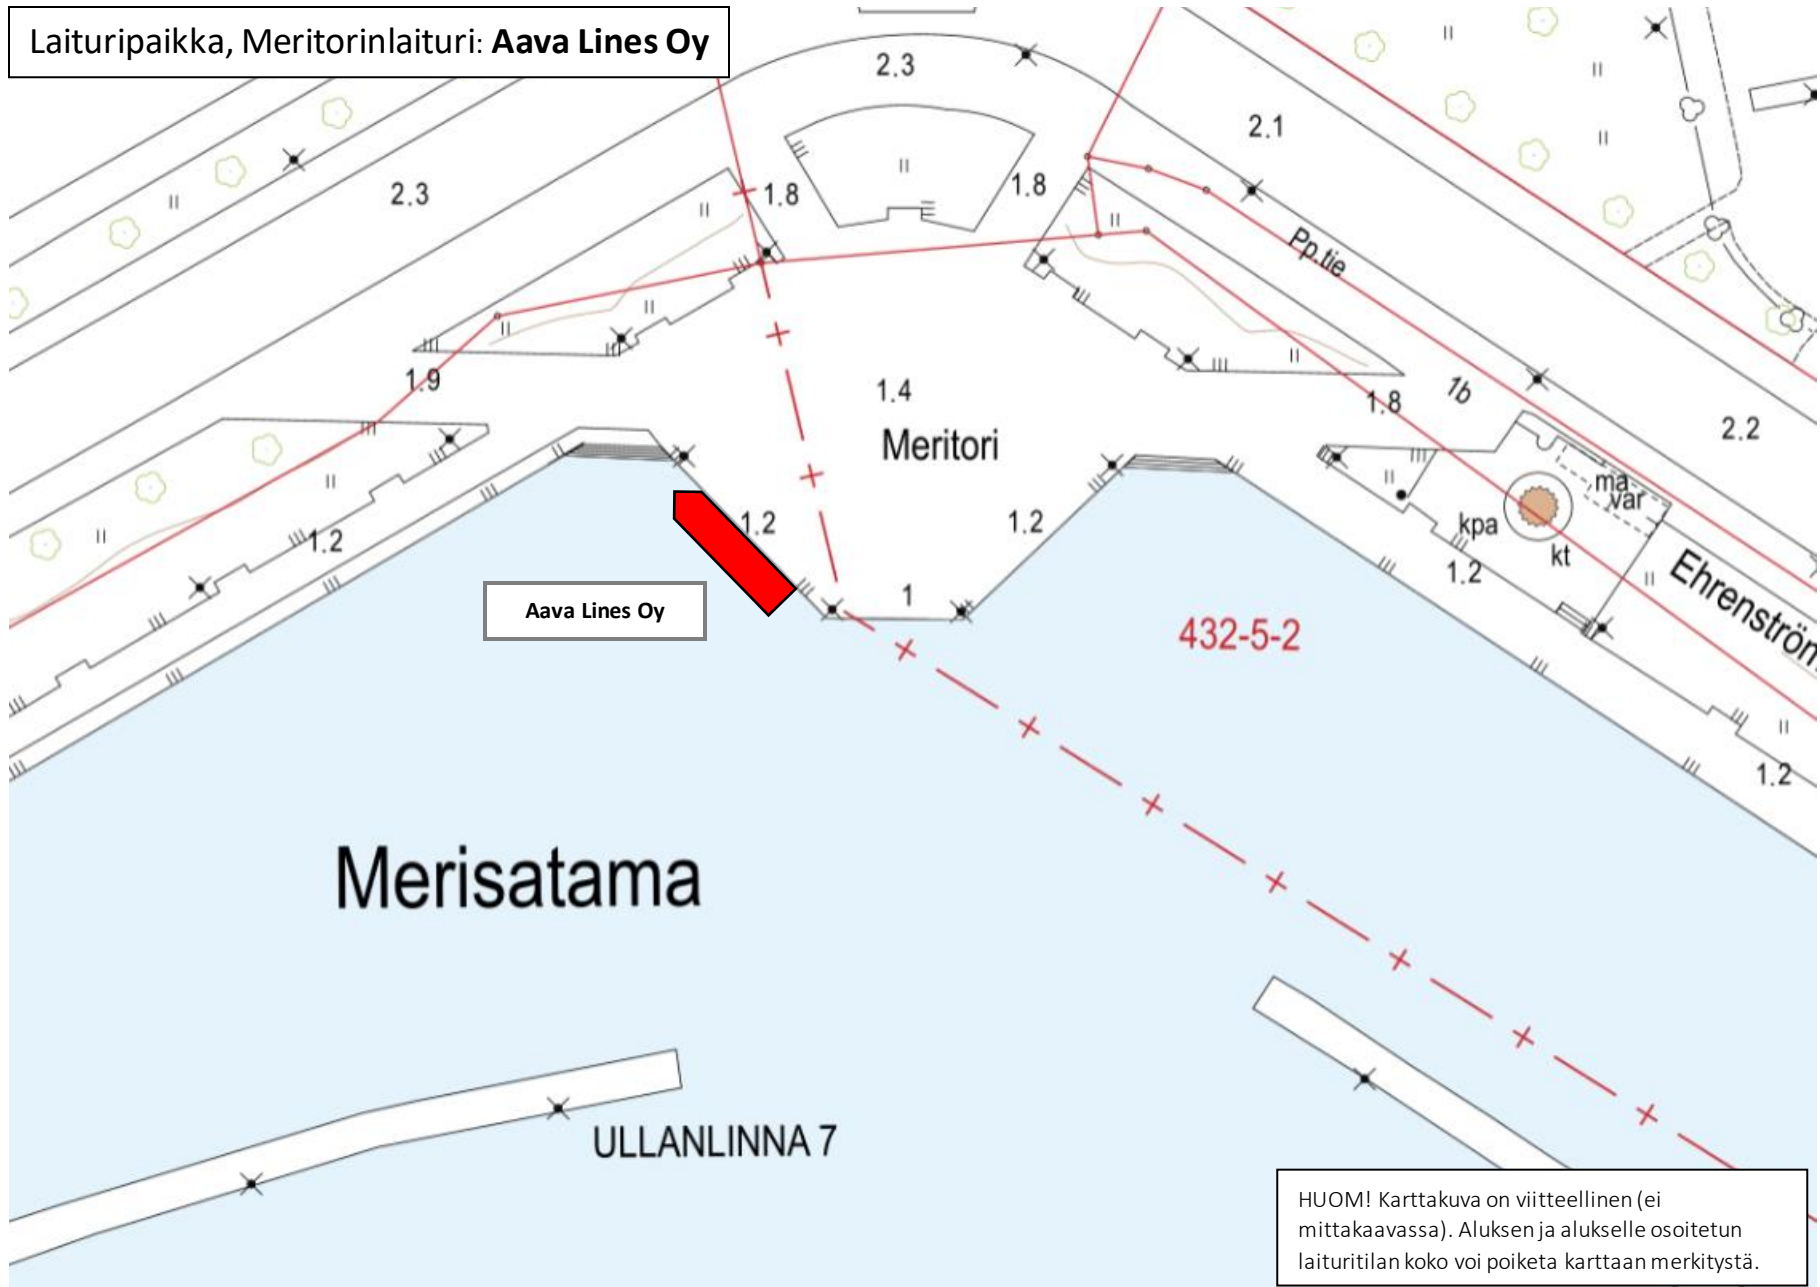 Laituripaikka, Meritorinlaituri: Aava Lines Oy
2.3
2.1
2.3
1.8
1.8
Pp.tie
1.9
1.4
1.8
1b
2.2
Meritori
ma
var
1.2
1.2
1.2
kpa
kt
1.2
Ehrenström
Aava Lines Oy
1
432-5-2
1.2
Merisatama
ULLANLINNA 7
HUOM! Karttakuva on viitteellinen (ei
mittakaavassa). Aluksen ja alukselle osoitetun
laituritilan koko voi poiketa karttaan merkitystä.